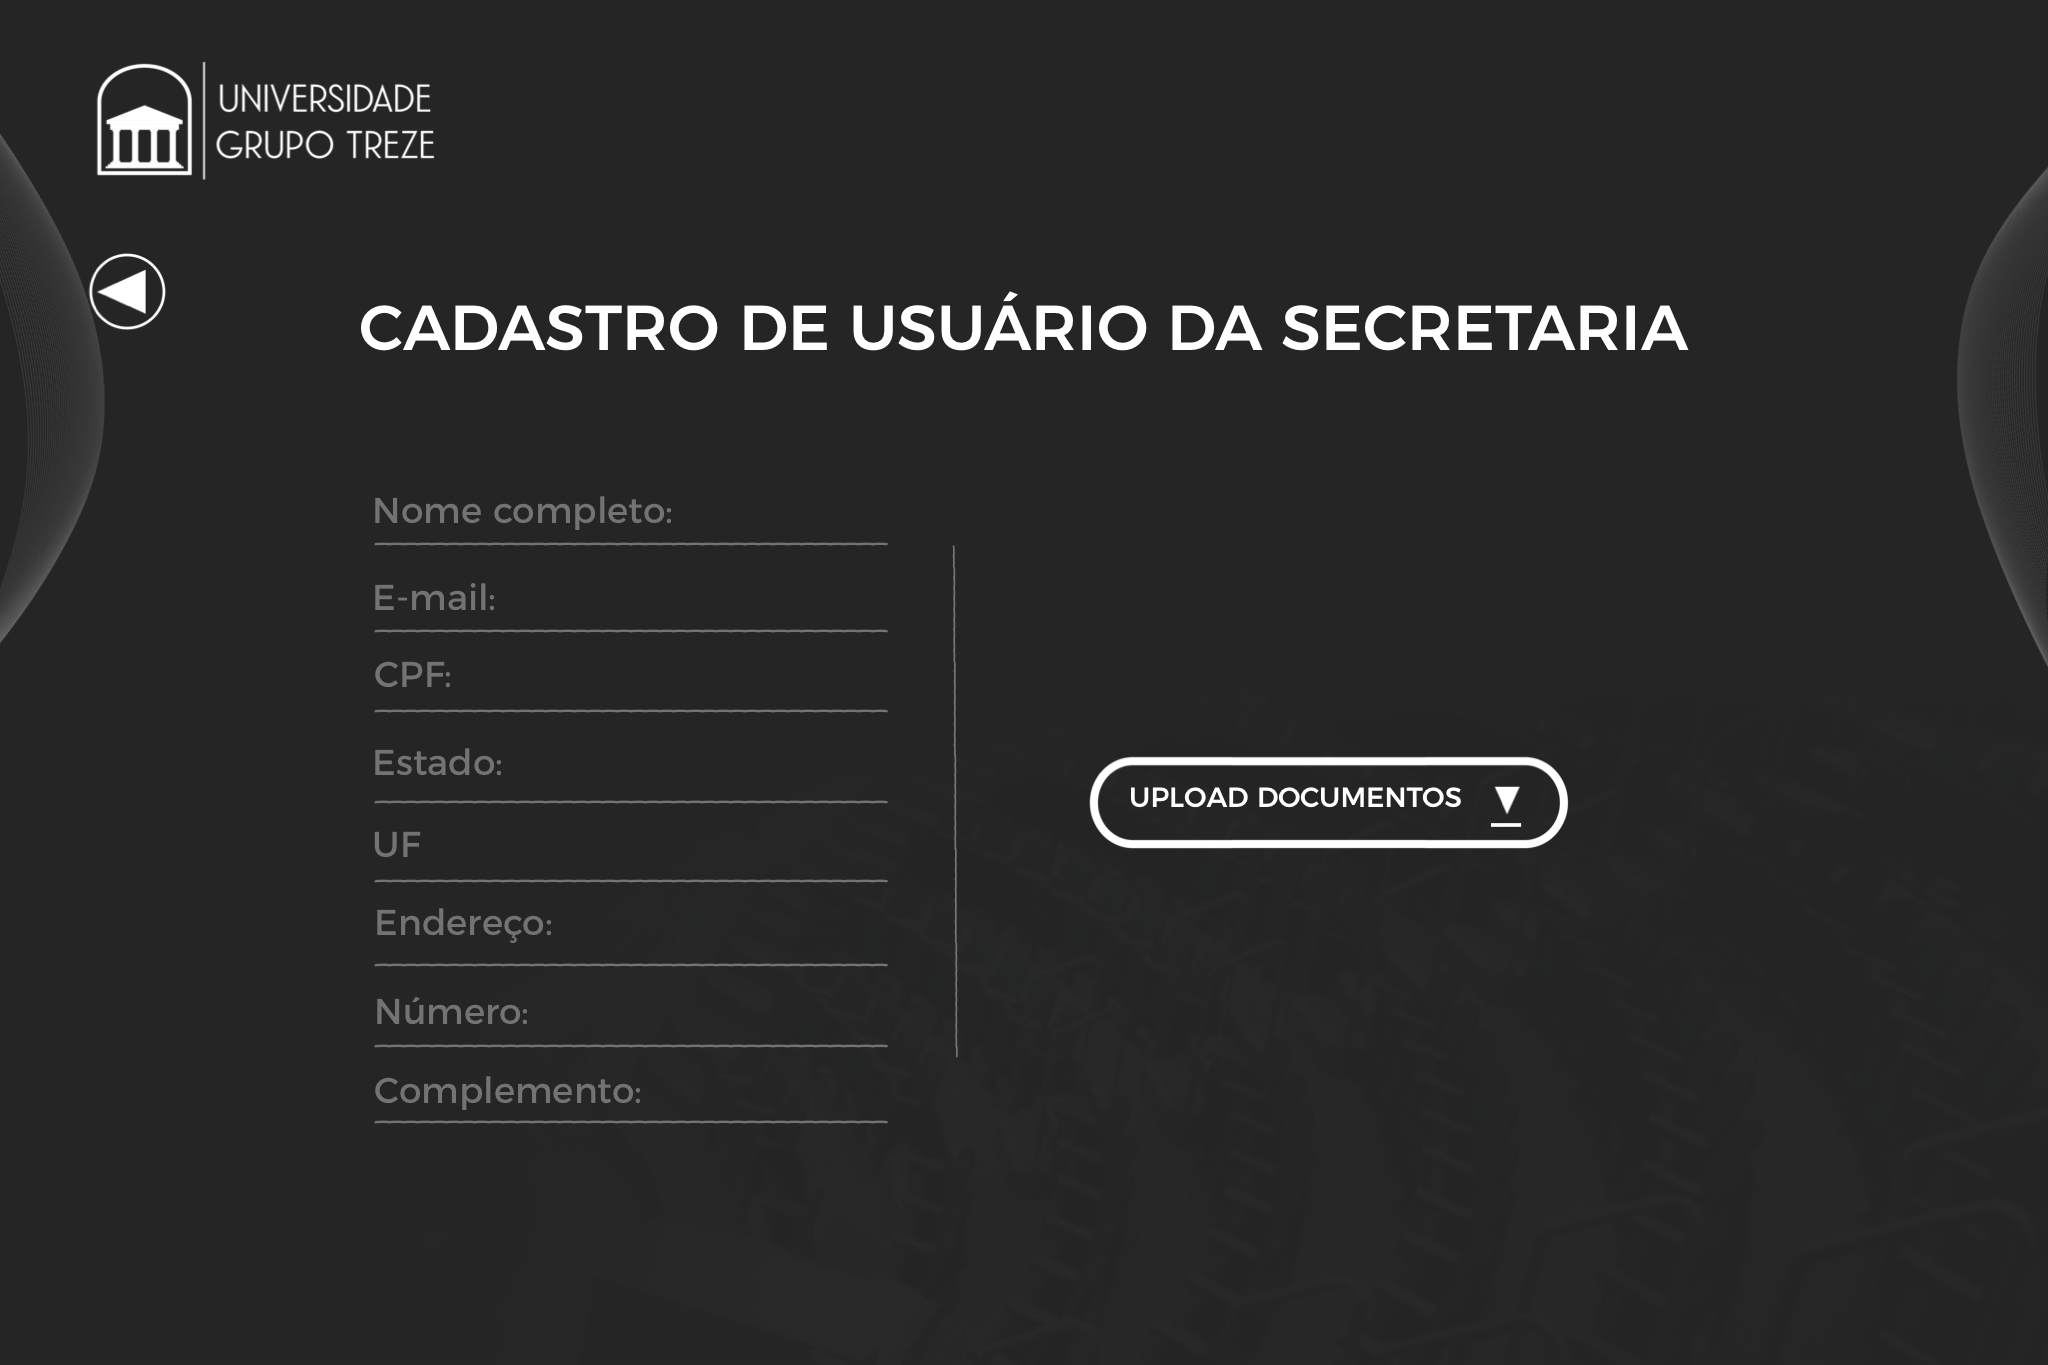 UNIVERSIDADE
GRUPO TREZE
CADASTRO DE USUÁRIO DA SECRETARIA
Nome completo:
E-mail:
CPF:
Estado:
UF
Endereço:
Número:
Complemento:
UPLOAD DOCUMENTOS